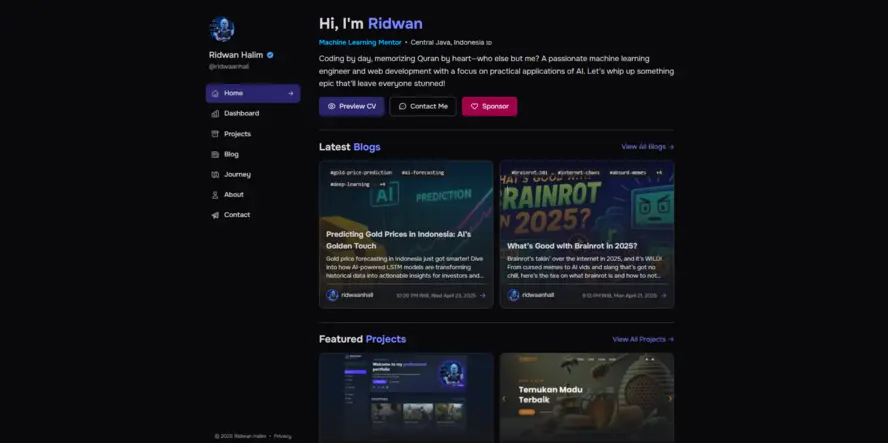 Ridwan Halim
@ridwaanhall
Home
Dashboard
Projects
Blog
Journey
About
Contact
© 2025 Ridwan Halim • Privacy
Hi, I'm Ridwan
Machine Learning Mentor • Central Java, Indonesia ID
Coding by day, memorizing Quran by heart—who else but me? A passionate machine learning
engineer and web development with a focus on practical applications of AI. Let's whip up something
epic that'll leave everyone stunned!
Preview CV
Contact Me
Sponsor
Latest Blogs
View All Blogs →
#gold-price-prediction #ai-forecasting
#deep-learning +4
AI PREDICTION
Predicting Gold Prices in Indonesia: AI's
Golden Touch
Gold price forecasting in Indonesia just got smarter! Dive
into how AI-powered LSTM models are transforming
historical data into actionable insights for investors and...
ridwaanhall
10:20 PM WIB, Wed April 23, 2025 →
#brainrot-101 #internet-chaos #absurd-memes +4
WHAT'S GOOD WITH
BRAINROT
IN 2025?
What's Good with Brainrot in 2025?
Brainrot's takin' over the internet in 2025, and it's WILD!
From cursed memes to AI vids and slang that's got no
chill, here's the tea on what brainrot is and how to not...
ridwaanhall
9:13 PM WIB, Mon April 21, 2025 →
Featured Projects
View All Projects →
Welcome to my professional
portfolio
Temukan Madu
Terbaik